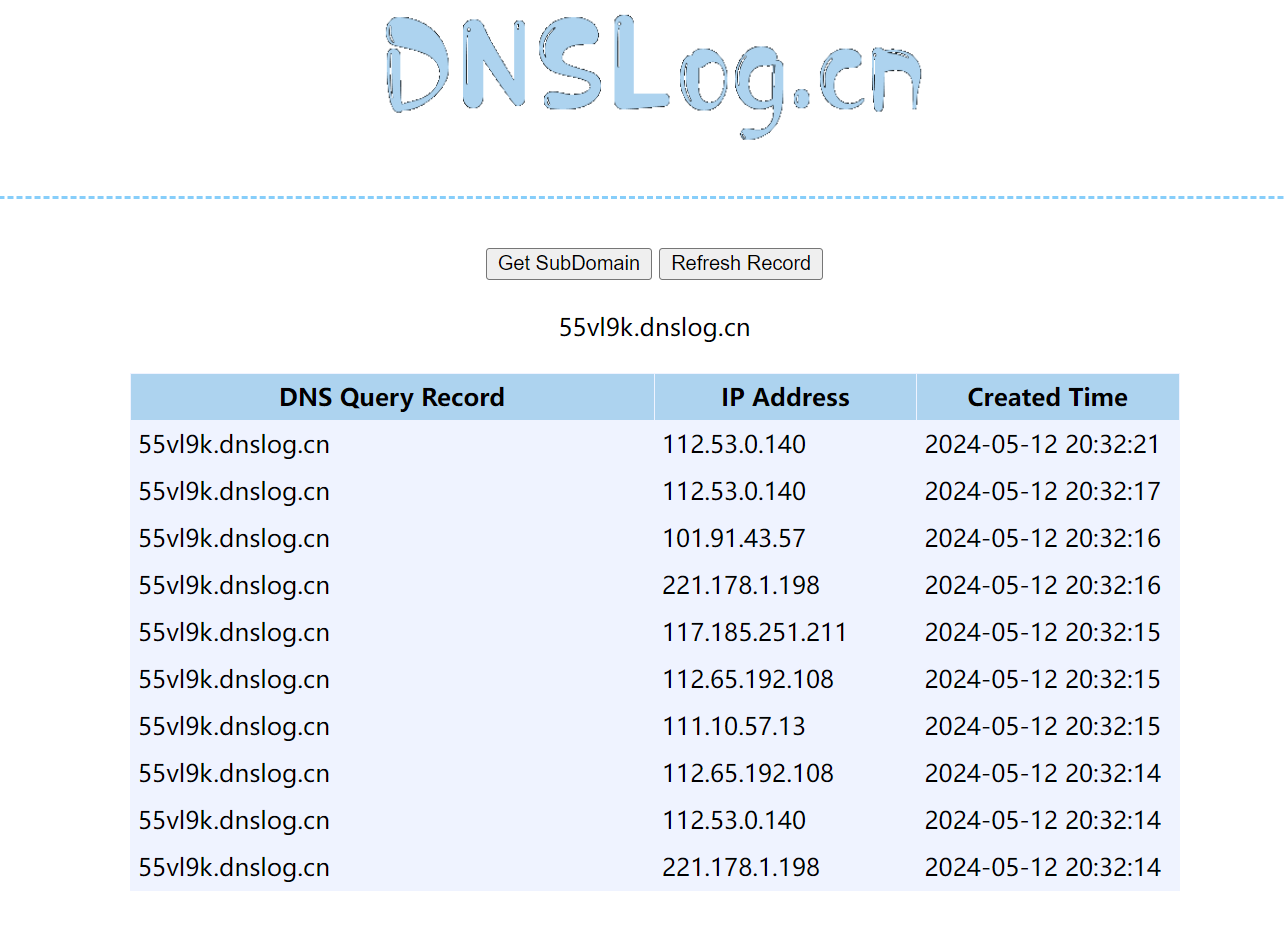 DNSLog.cn
Get SubDomain Refresh Record
55vl9k.dnslog.cn
DNS Query Record IP Address Created Time
55vl9k.dnslog.cn 112.53.0.140 2024-05-12 20:32:21
55vl9k.dnslog.cn 112.53.0.140 2024-05-12 20:32:17
55vl9k.dnslog.cn 101.91.43.57 2024-05-12 20:32:16
55vl9k.dnslog.cn 221.178.1.198 2024-05-12 20:32:16
55vl9k.dnslog.cn 117.185.251.211 2024-05-12 20:32:15
55vl9k.dnslog.cn 112.65.192.108 2024-05-12 20:32:15
55vl9k.dnslog.cn 111.10.57.13 2024-05-12 20:32:15
55vl9k.dnslog.cn 112.65.192.108 2024-05-12 20:32:14
55vl9k.dnslog.cn 112.53.0.140 2024-05-12 20:32:14
55vl9k.dnslog.cn 221.178.1.198 2024-05-12 20:32:14